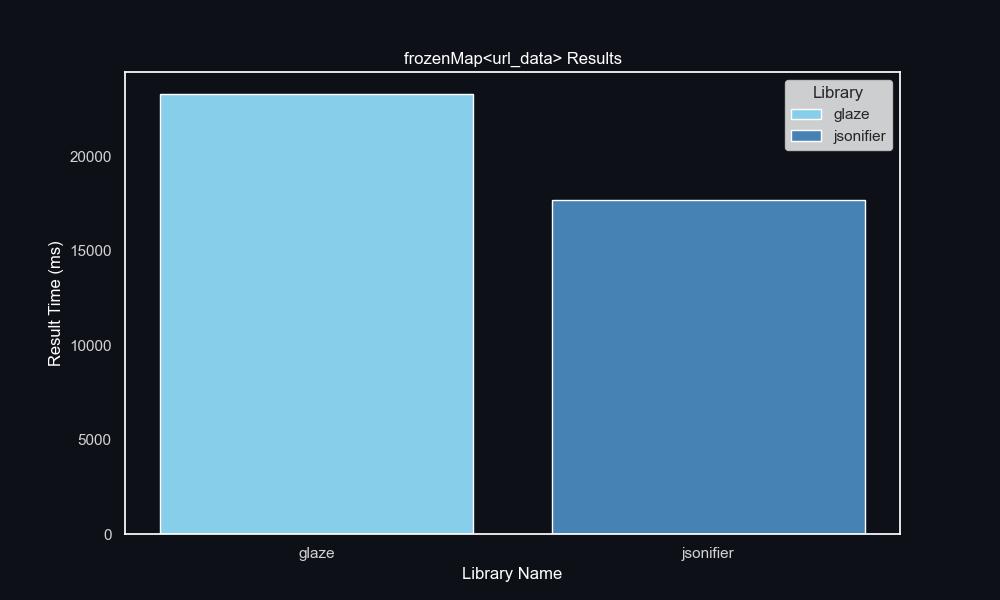 frozenMap<url_data> Results
Library
glaze
jsonifier
Result Time (ms)
20000
15000
10000
5000
0
glaze
jsonifier
Library Name